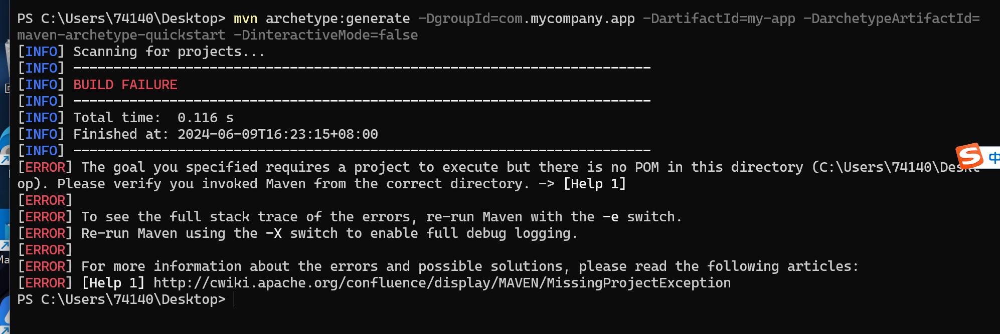 PS C:\Users\74140\Desktop> mvn archetype:generate -DgroupId=com.mycompany.app -DartifactId=my-app -DarchetypeArtifactId=
maven-archetype-quickstart -DinteractiveMode=false
[INFO] Scanning for projects...
[INFO] ------------------------------------------------------------------------
[INFO] BUILD FAILURE
[INFO] ------------------------------------------------------------------------
[INFO] Total time:  0.116 s
[INFO] Finished at: 2024-06-09T16:23:15+08:00
[INFO] ------------------------------------------------------------------------
[ERROR] The goal you specified requires a project to execute but there is no POM in this directory (C:\Users\74140\Deskt
op). Please verify you invoked Maven from the correct directory. -> [Help 1]
[ERROR]
[ERROR] To see the full stack trace of the errors, re-run Maven with the -e switch.
[ERROR] Re-run Maven using the -X switch to enable full debug logging.
[ERROR]
[ERROR] For more information about the errors and possible solutions, please read the following articles:
[ERROR] [Help 1] http://cwiki.apache.org/confluence/display/MAVEN/MissingProjectException
PS C:\Users\74140\Desktop>
S 中
Ma